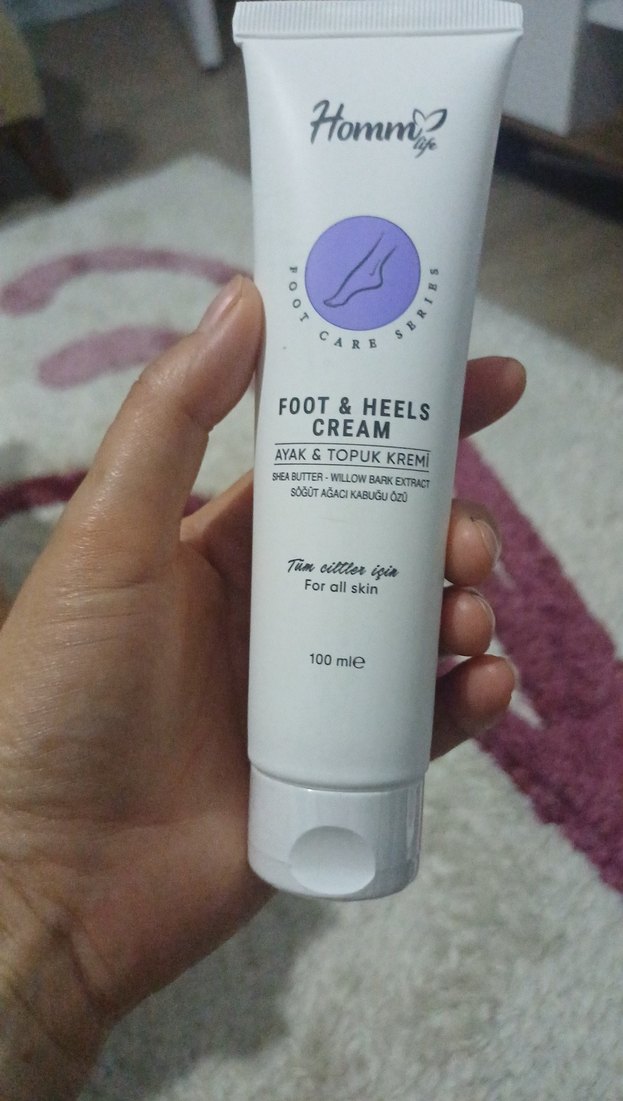 Homm
life
FOOT CARE SERIES
FOOT & HEELS
CREAM
AYAK & TOPUK KREMİ
SHEA BUTTER - WILLOW BARK EXTRACT
SÖĞÜT AĞACI KABUĞU ÖZÜ
Tüm ciltler için
For all skin
100 ml℮